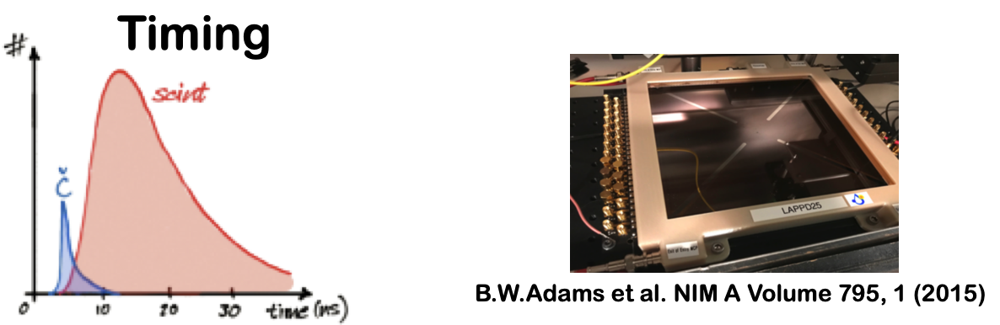 Timing
#
scint
Č
0 10 20 30 time (ns)
LAPPD25
B.W.Adams et al. NIM A Volume 795, 1 (2015)